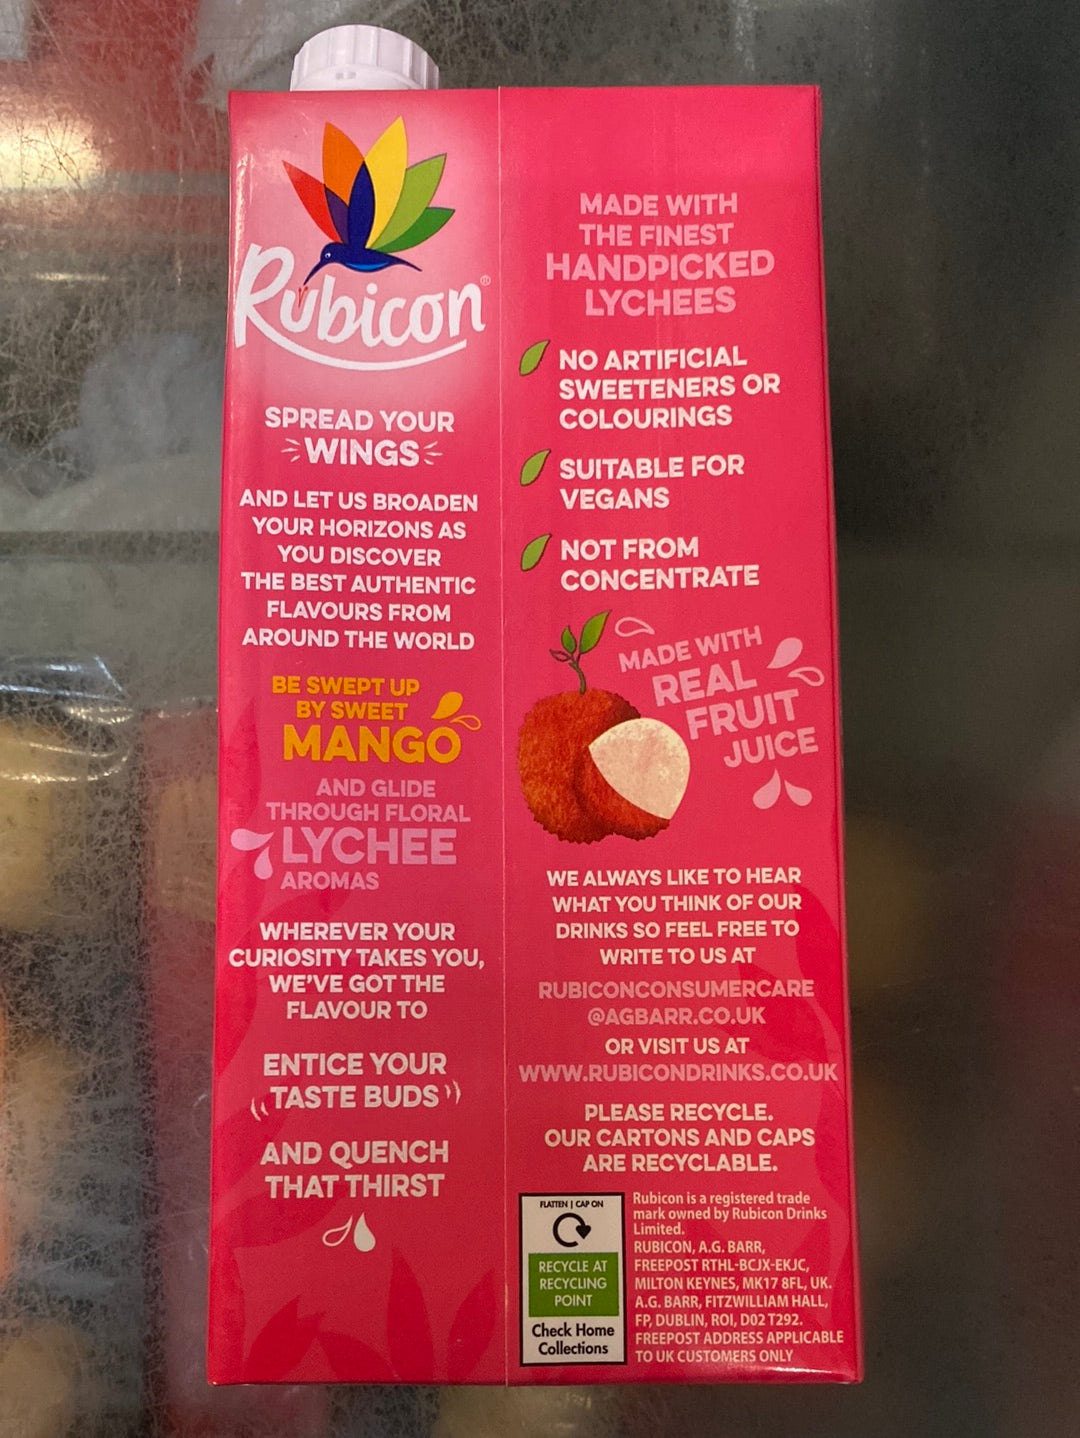 Rubicon®
SPREAD YOUR
WINGS
AND LET US BROADEN
YOUR HORIZONS AS
YOU DISCOVER
THE BEST AUTHENTIC
FLAVOURS FROM
AROUND THE WORLD
BE SWEPT UP
BY SWEET
MANGO
AND GLIDE
THROUGH FLORAL
LYCHEE
AROMAS
WHEREVER YOUR
CURIOSITY TAKES YOU,
WE'VE GOT THE
FLAVOUR TO
ENTICE YOUR
TASTE BUDS
AND QUENCH
THAT THIRST
MADE WITH
THE FINEST
HANDPICKED
LYCHEES
NO ARTIFICIAL
SWEETENERS OR
COLOURINGS
SUITABLE FOR
VEGANS
NOT FROM
CONCENTRATE
MADE WITH
REAL
FRUIT
JUICE
WE ALWAYS LIKE TO HEAR
WHAT YOU THINK OF OUR
DRINKS SO FEEL FREE TO
WRITE TO US AT
RUBICONCONSUMERCARE
@AGBARR.CO.UK
OR VISIT US AT
WWW.RUBICONDRINKS.CO.UK
PLEASE RECYCLE.
OUR CARTONS AND CAPS
ARE RECYCLABLE.
FLATTEN | CAP ON
RECYCLE AT
RECYCLING
POINT
Check Home
Collections
Rubicon is a registered trade
mark owned by Rubicon Drinks
Limited.
RUBICON, A.G. BARR,
FREEPOST RTHL-BCJX-EKJC,
MILTON KEYNES, MK17 8FL, UK.
A.G. BARR, FITZWILLIAM HALL,
FP, DUBLIN, ROI, D02 T292.
FREEPOST ADDRESS APPLICABLE
TO UK CUSTOMERS ONLY